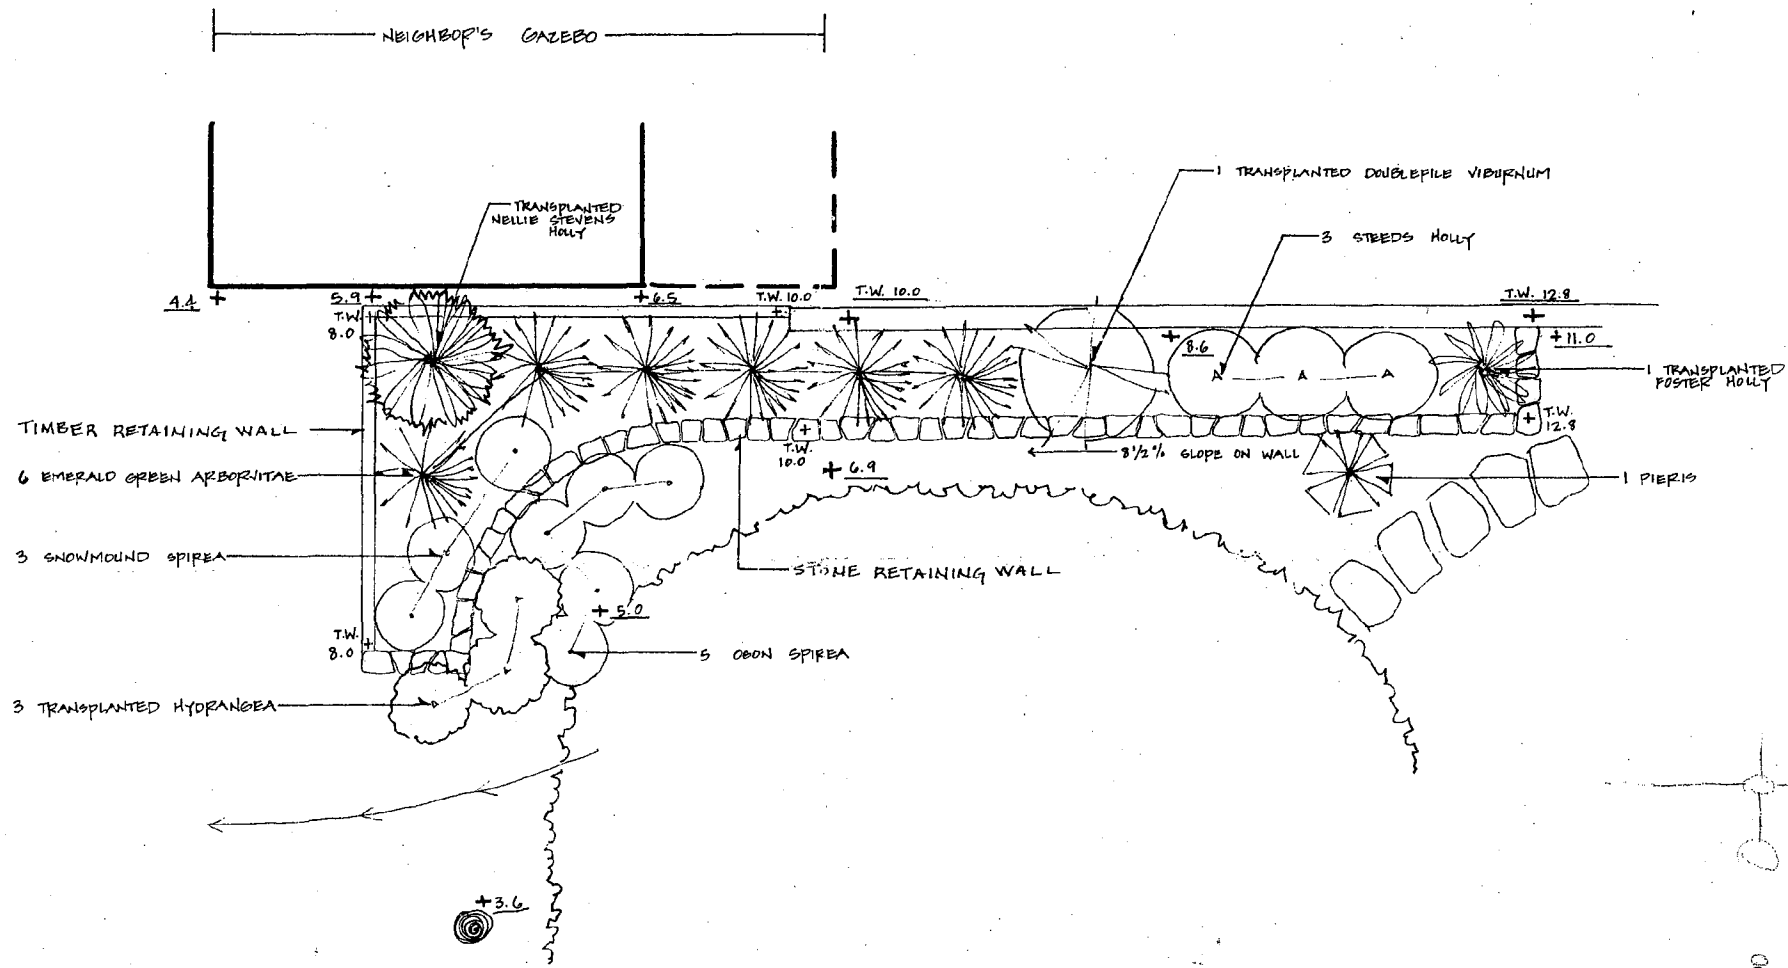 NEIGHBOR'S GAZEBO
1 TRANSPLANTED DOUBLEFILE VIBURNUM
TRANSPLANTED
NELLIE STEVENS
HOLLY
3 STEEDS HOLLY
4.4
5.9
6.5
T.W. 10.0
T.W. 10.0
T.W. 12.8
T.W.
8.0
8.6
11.0
1 TRANSPLANTED
FOSTER HOLLY
T.W.
12.8
TIMBER RETAINING WALL
T.W.
10.0
8 1/2 % SLOPE ON WALL
6.9
6 EMERALD GREEN ARBORVITAE
1 PIERIS
3 SNOWMOUND SPIREA
STONE RETAINING WALL
5.0
T.W.
8.0
5 OGON SPIREA
3 TRANSPLANTED HYDRANGEA
3.6